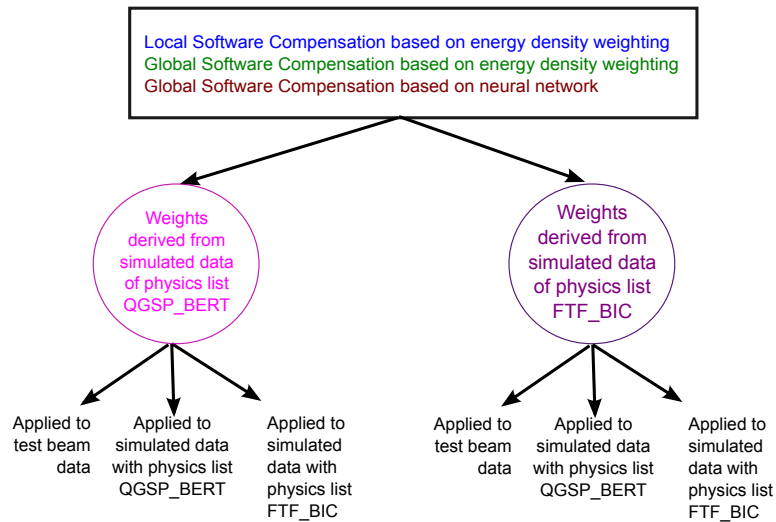 Local Software Compensation based on energy density weighting
Global Software Compensation based on energy density weighting
Global Software Compensation based on neural network
Weights
derived from
simulated data
of physics list
QGSP_BERT
Weights
derived from
simulated data
of physics list
FTF_BIC
Applied to
test beam
data
Applied to
simulated data
with physics list
QGSP_BERT
Applied to
simulated
data with
physics list
FTF_BIC
Applied to
test beam
data
Applied to
simulated data
with physics list
QGSP_BERT
Applied to
simulated
data with
physics list
FTF_BIC